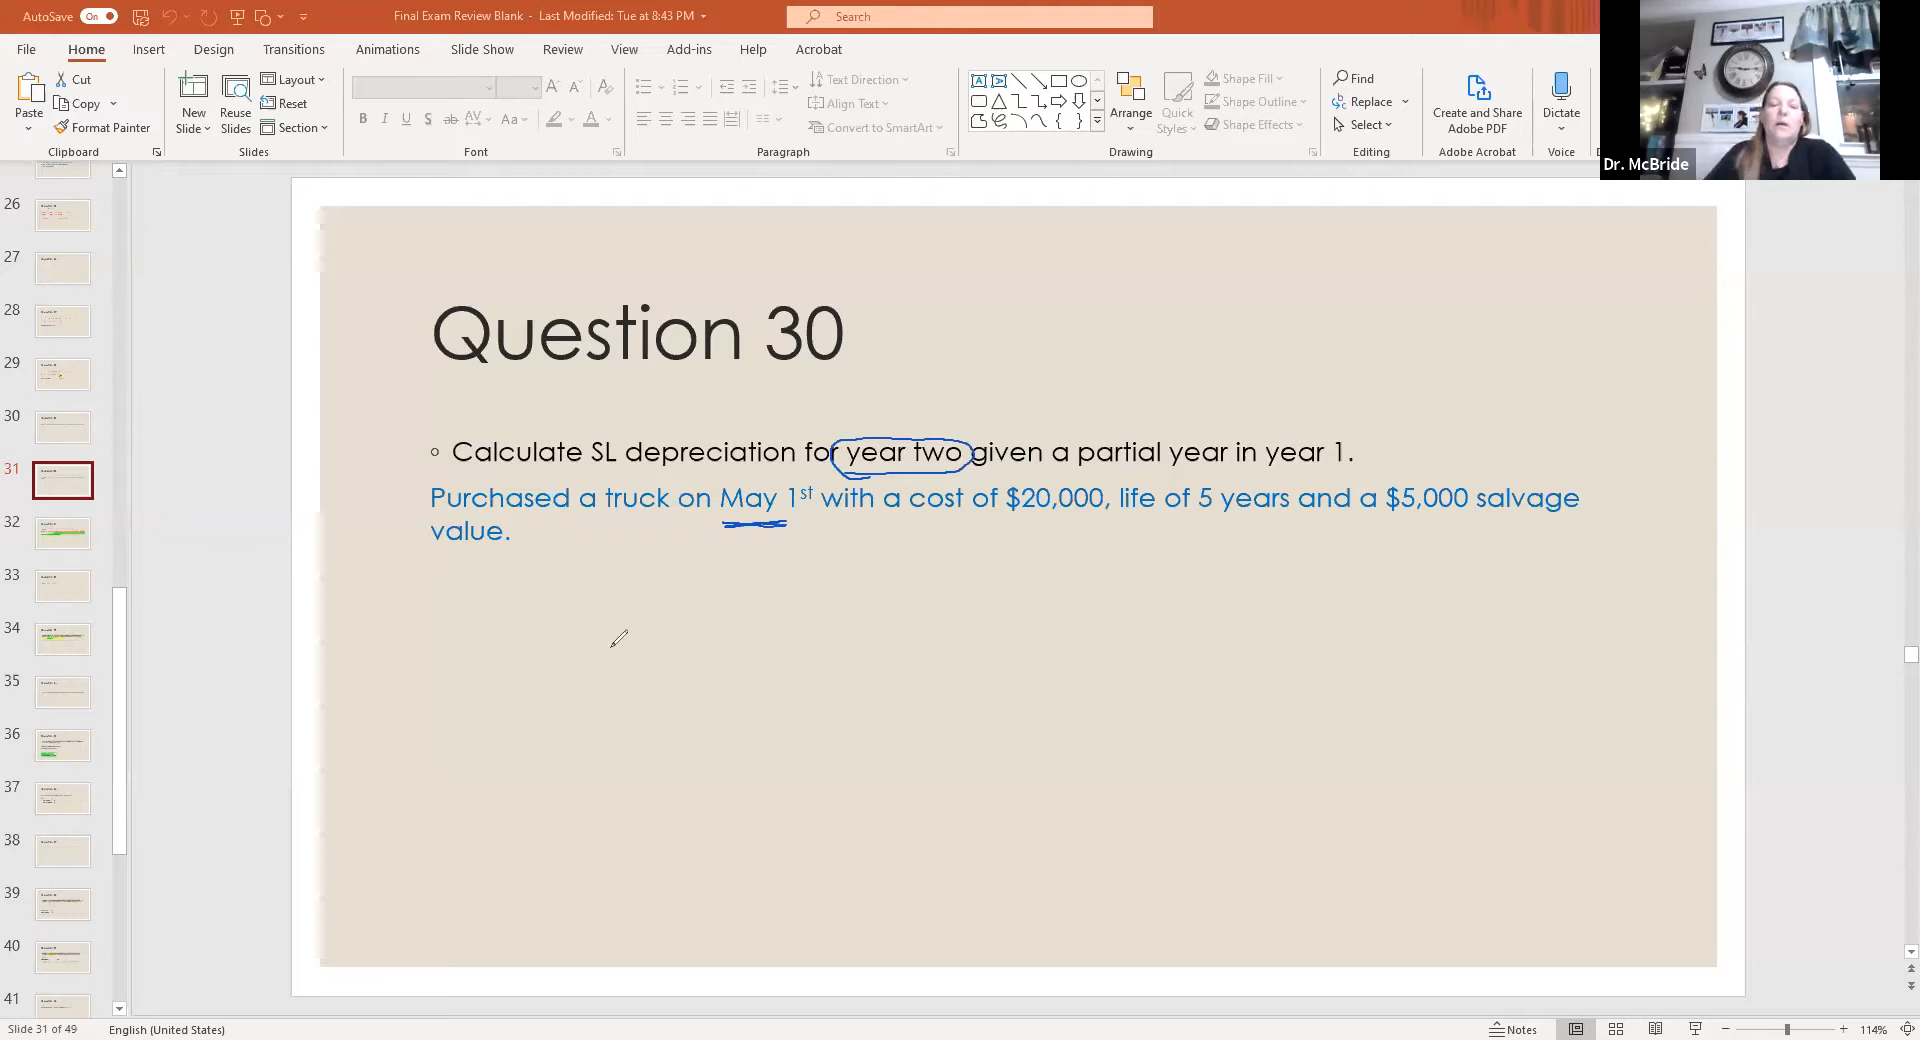 AutoSave On
Final Exam Review Blank - Last Modified: Tue at 8:43 PM
Search
File Home Insert Design Transitions Animations Slide Show Review View Add-ins Help Acrobat
Paste
Cut
Copy
Format Painter
Clipboard
New Slide
Reuse Slides
Layout
Reset
Section
Slides
B I U S ab AV Aa A
Font
Text Direction
Align Text
Convert to SmartArt
Paragraph
Arrange
Quick Styles
Shape Fill
Shape Outline
Shape Effects
Drawing
Find
Replace
Select
Editing
Create and Share Adobe PDF
Adobe Acrobat
Dictate
Voice
Dr. McBride
26
27
28
29
30
31
32
33
34
35
36
37
38
39
40
41
Question 30
Calculate SL depreciation for year two given a partial year in year 1.
Purchased a truck on May 1st with a cost of $20,000, life of 5 years and a $5,000 salvage
value.
Slide 31 of 49 English (United States) Notes 114%